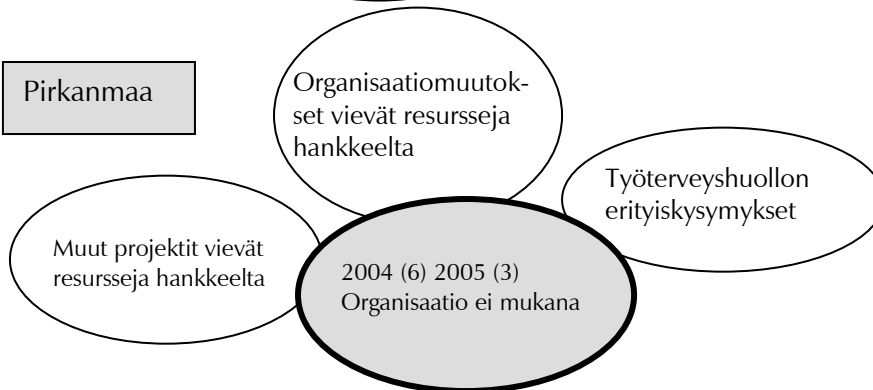 Pirkanmaa
Organisaatiomuutok-
set vievät resursseja
hankkeelta
Työterveyshuollon
erityiskysymykset
Muut projektit vievät
resursseja hankkeelta
2004 (6) 2005 (3)
Organisaatio ei mukana